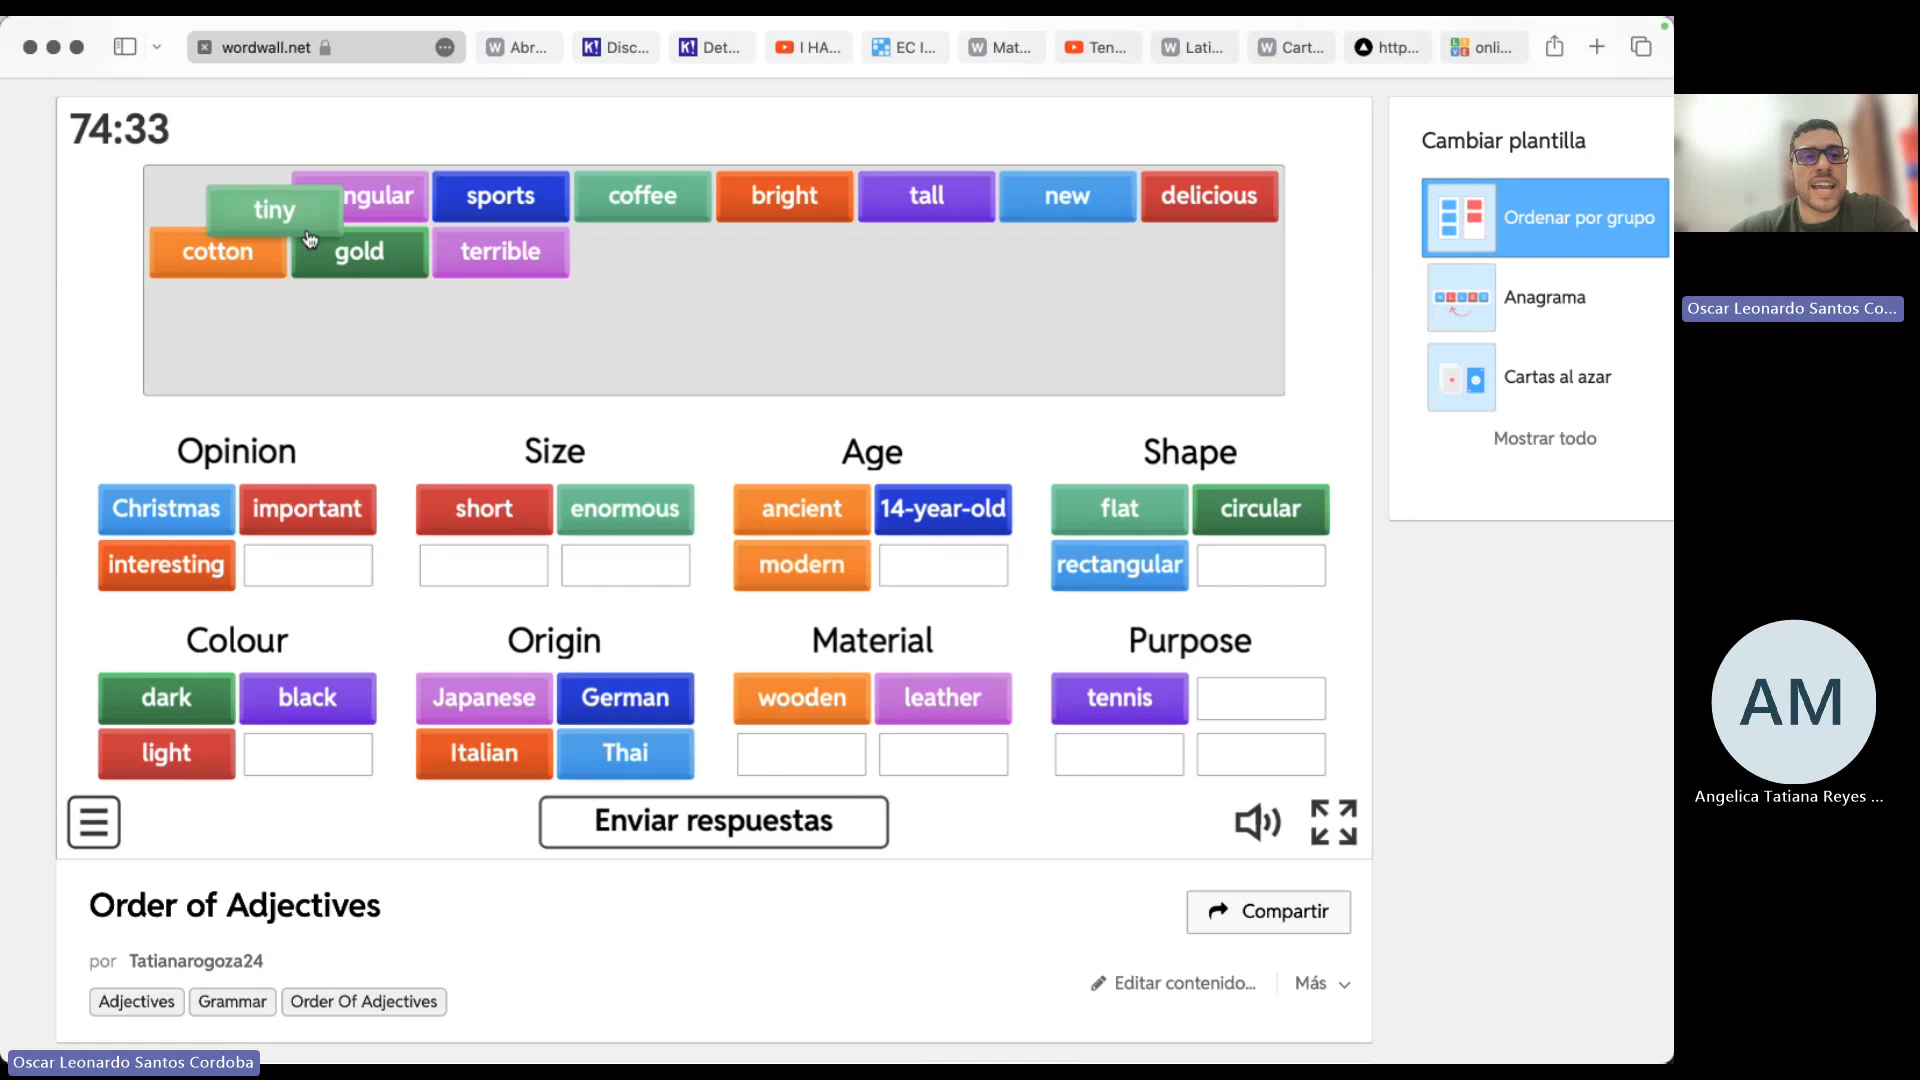 wordwall.net
Abr...
Disc...
Det...
I HA...
EC I...
Mat...
Ten...
Lati...
Cart...
http...
onli...
74:33
tiny
ngular
sports
coffee
bright
tall
new
delicious
cotton
gold
terrible
Opinion
Size
Age
Shape
Christmas
important
short
enormous
ancient
14-year-old
flat
circular
interesting
modern
rectangular
Colour
Origin
Material
Purpose
dark
black
Japanese
German
wooden
leather
tennis
light
Italian
Thai
Enviar respuestas
Order of Adjectives
Compartir
por Tatianarogoza24
Editar contenido...
Más
Adjectives
Grammar
Order Of Adjectives
Cambiar plantilla
Ordenar por grupo
Anagrama
Cartas al azar
Mostrar todo
Oscar Leonardo Santos Co...
AM
Angelica Tatiana Reyes ...
Oscar Leonardo Santos Cordoba